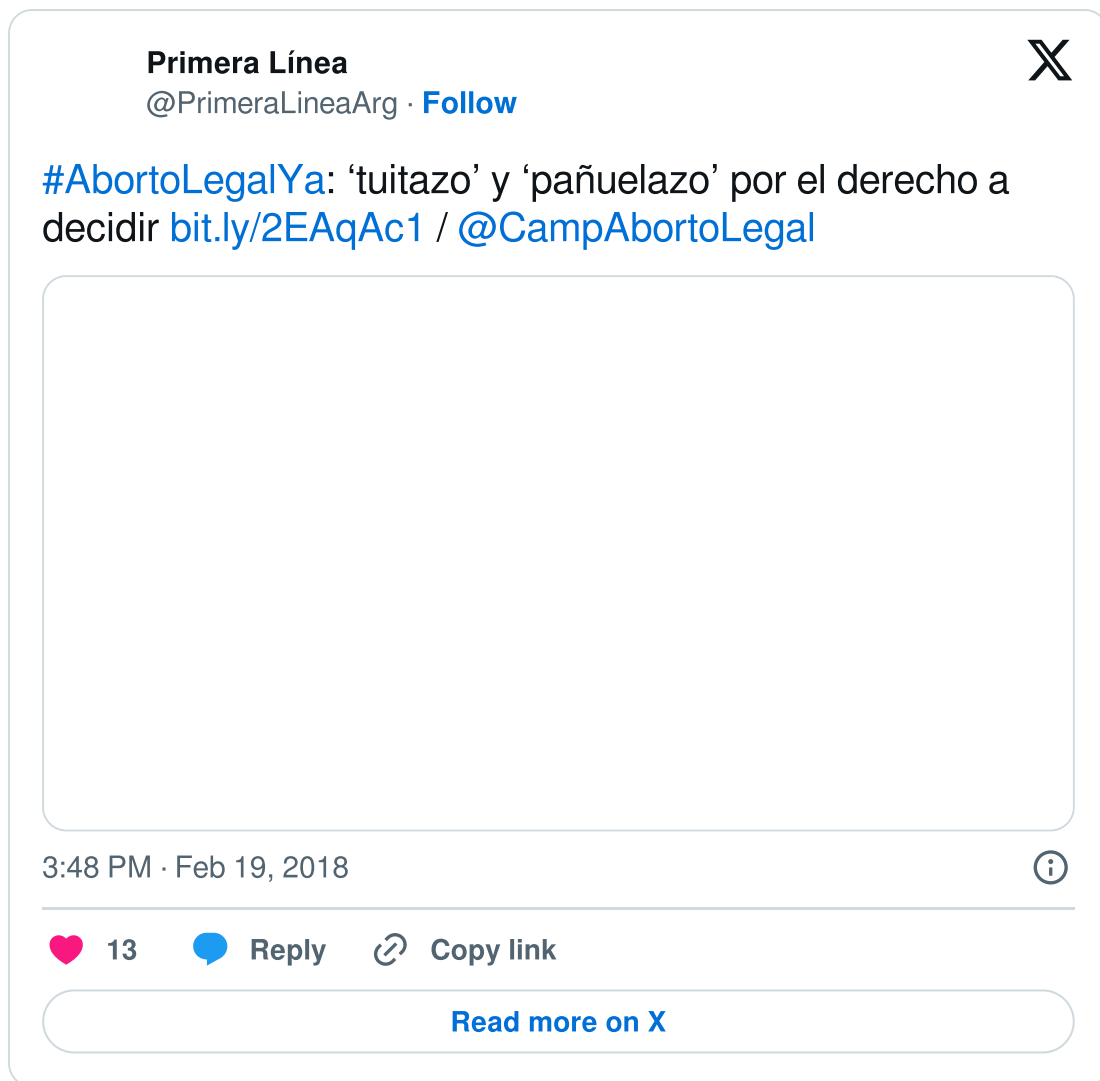 Primera Línea
@PrimeraLineaArg · Follow
#AbortoLegalYa: ‘tuitazo’ y ‘pañuelazo’ por el derecho a
decidir bit.ly/2EAqAc1 / @CampAbortoLegal
3:48 PM · Feb 19, 2018
13 Reply Copy link
Read more on X